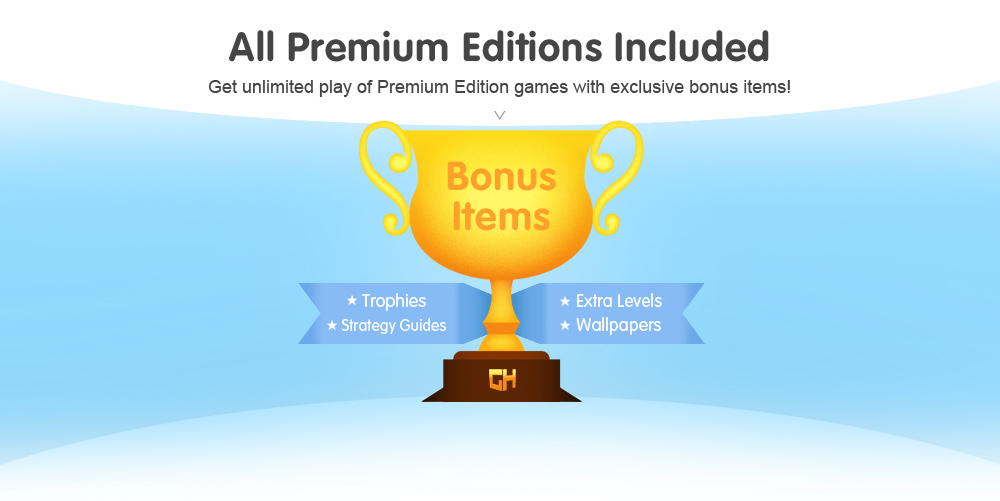 All Premium Editions Included
Get unlimited play of Premium Edition games with exclusive bonus items!
Bonus
Items
★ Trophies
★ Strategy Guides
★ Extra Levels
★ Wallpapers
GH